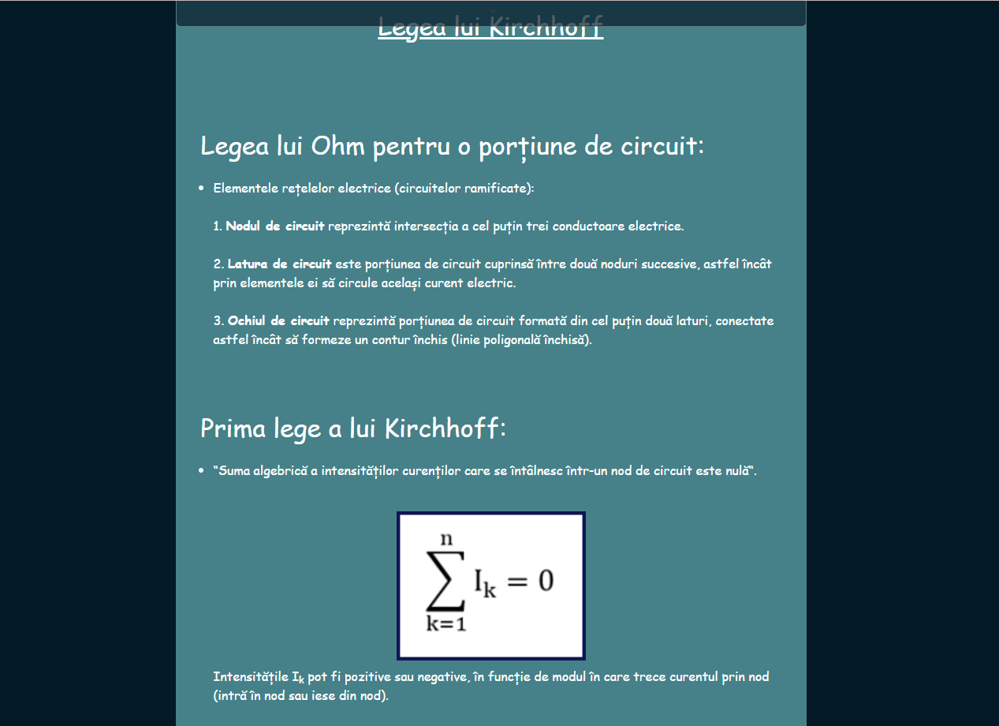 Legea lui Kirchhoff
Legea lui Ohm pentru o porțiune de circuit:
• Elementele rețelelor electrice (circuitelor ramificate):
1. Nodul de circuit reprezintă intersecția a cel puțin trei conductoare electrice.
2. Latura de circuit este porțiunea de circuit cuprinsă între două noduri succesive, astfel încât
prin elementele ei să circule același curent electric.
3. Ochiul de circuit reprezintă porțiunea de circuit formată din cel puțin două laturi, conectate
astfel încât să formeze un contur închis (linie poligonală închisă).
Prima lege a lui Kirchhoff:
• “Suma algebrică a intensităților curenților care se întâlnesc într-un nod de circuit este nulă“.
n
∑ Iₖ = 0
k=1
Intensitățile Iₖ pot fi pozitive sau negative, în funcție de modul în care trece curentul prin nod
(intră în nod sau iese din nod).